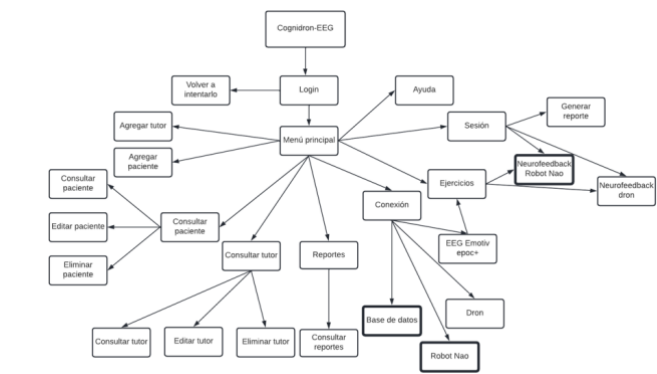 Cognidron-EEG
Volver a
intentarlo
Login
Ayuda
Generar
reporte
Agregar tutor
Menú principal
Sesión
Agregar
paciente
Neurofeedback
Robot Nao
Consultar
paciente
Ejercicios
Neurofeedback
dron
Conexión
Editar paciente
Consultar
paciente
EEG Emotiv
epoc+
Consultar tutor
Reportes
Eliminar
paciente
Dron
Base de datos
Consultar tutor
Editar tutor
Eliminar tutor
Consultar
reportes
Robot Nao